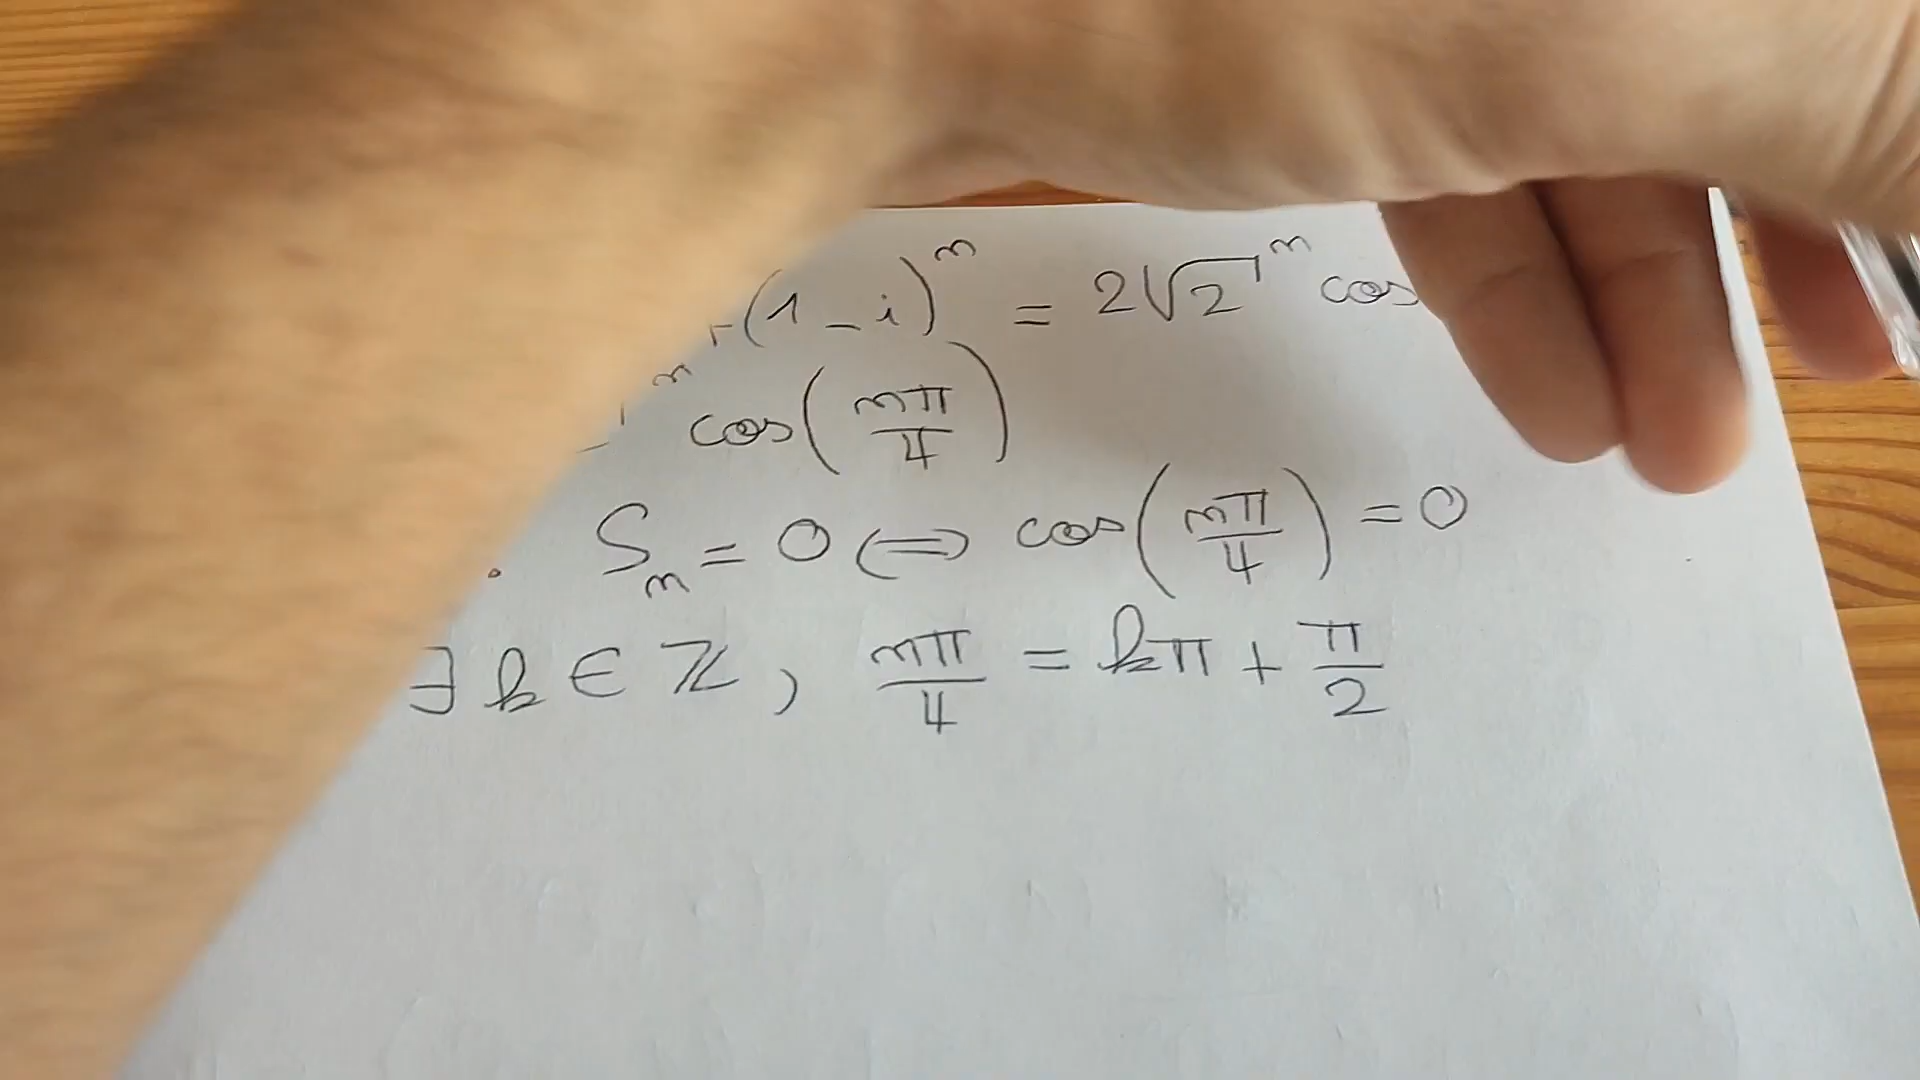 (1-i)^n = 2√2^n cos
^n cos(nπ/4)
. S_n = 0 ⟺ cos(nπ/4) = 0
∃ k ∈ ℤ, nπ/4 = kπ + π/2